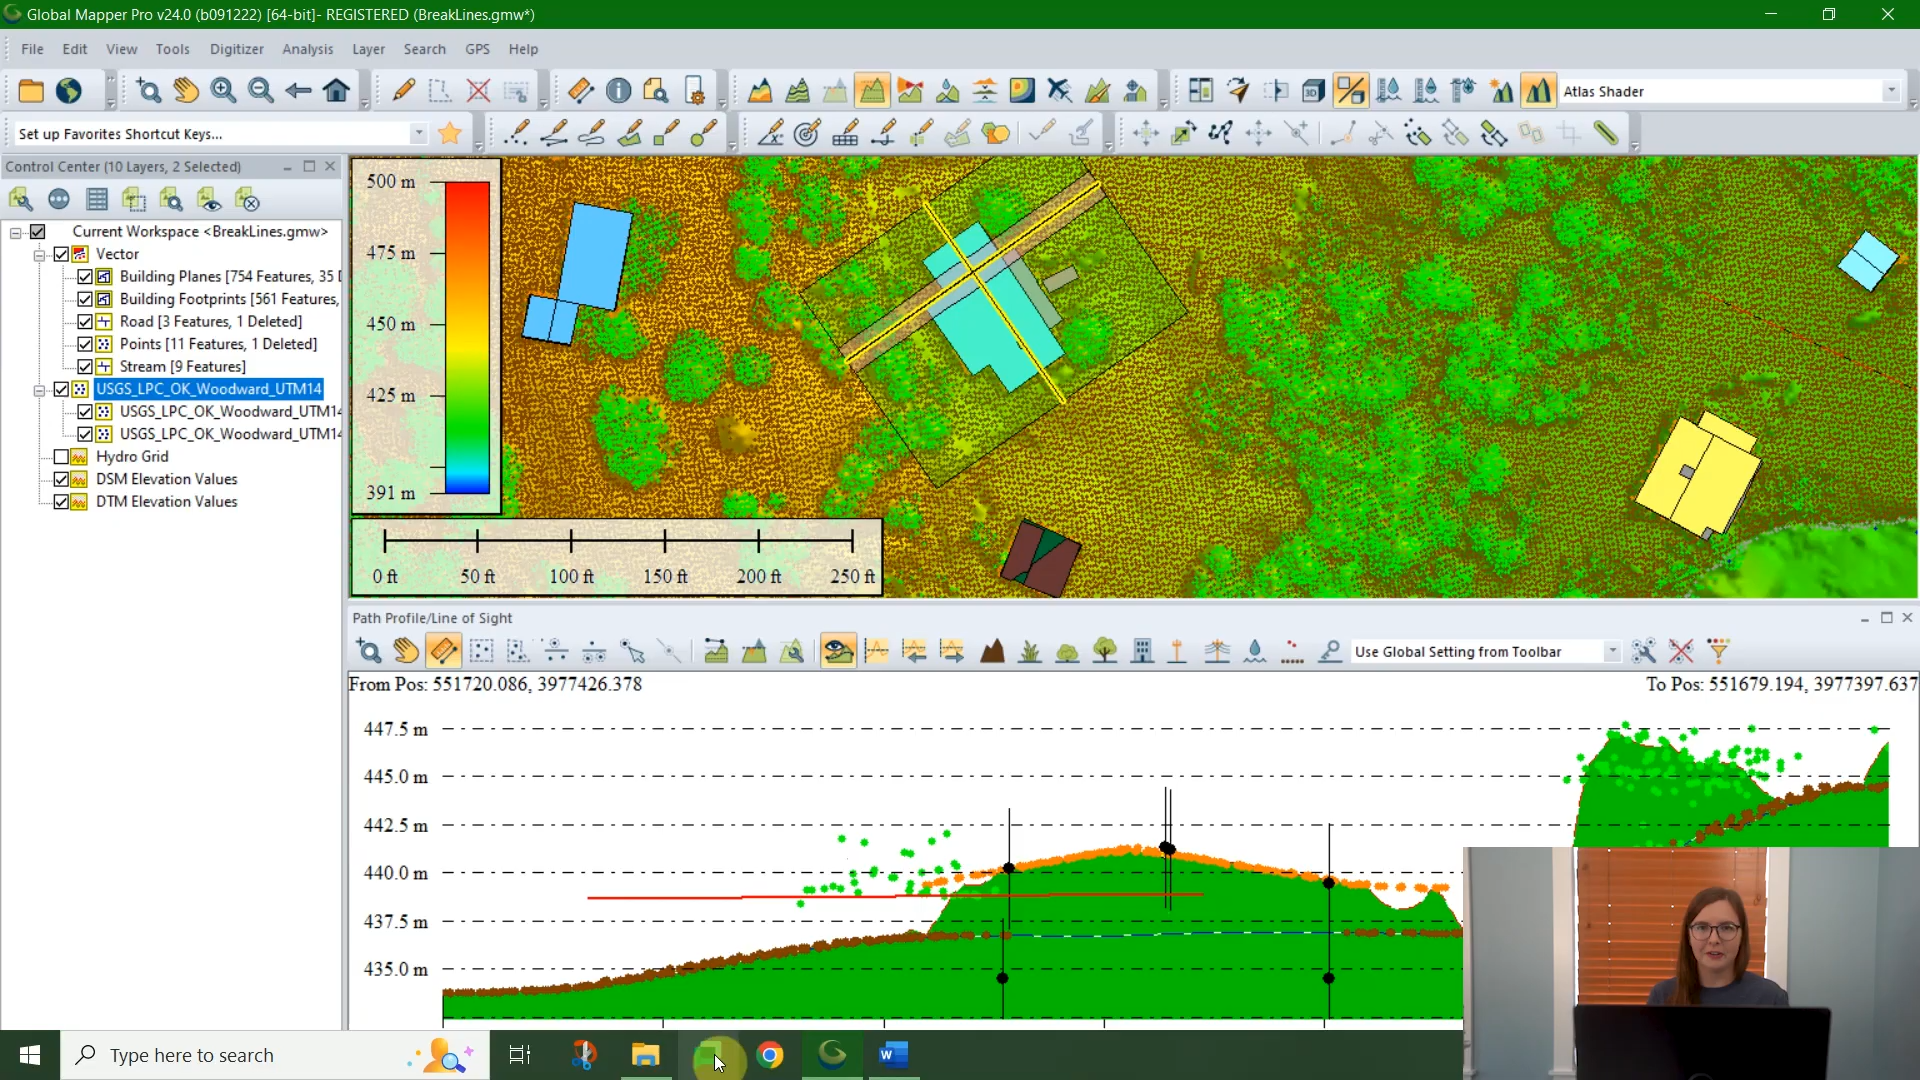 Global Mapper Pro v24.0 (b091222) [64-bit]- REGISTERED (BreakLines.gmw*)
File Edit View Tools Digitizer Analysis Layer Search GPS Help
3D
Atlas Shader
Set up Favorites Shortcut Keys...
Control Center (10 Layers, 2 Selected)
Current Workspace <BreakLines.gmw>
Vector
Building Planes [754 Features, 35 D
Building Footprints [561 Features,
Road [3 Features, 1 Deleted]
Points [11 Features, 1 Deleted]
Stream [9 Features]
USGS_LPC_OK_Woodward_UTM14
USGS_LPC_OK_Woodward_UTM14
USGS_LPC_OK_Woodward_UTM14
Hydro Grid
DSM Elevation Values
DTM Elevation Values
500 m
475 m
450 m
425 m
391 m
0 ft 50 ft 100 ft 150 ft 200 ft 250 ft
Path Profile/Line of Sight
Use Global Setting from Toolbar
From Pos: 551720.086, 3977426.378
To Pos: 551679.194, 3977397.637
447.5 m
445.0 m
442.5 m
440.0 m
437.5 m
435.0 m
Type here to search
W